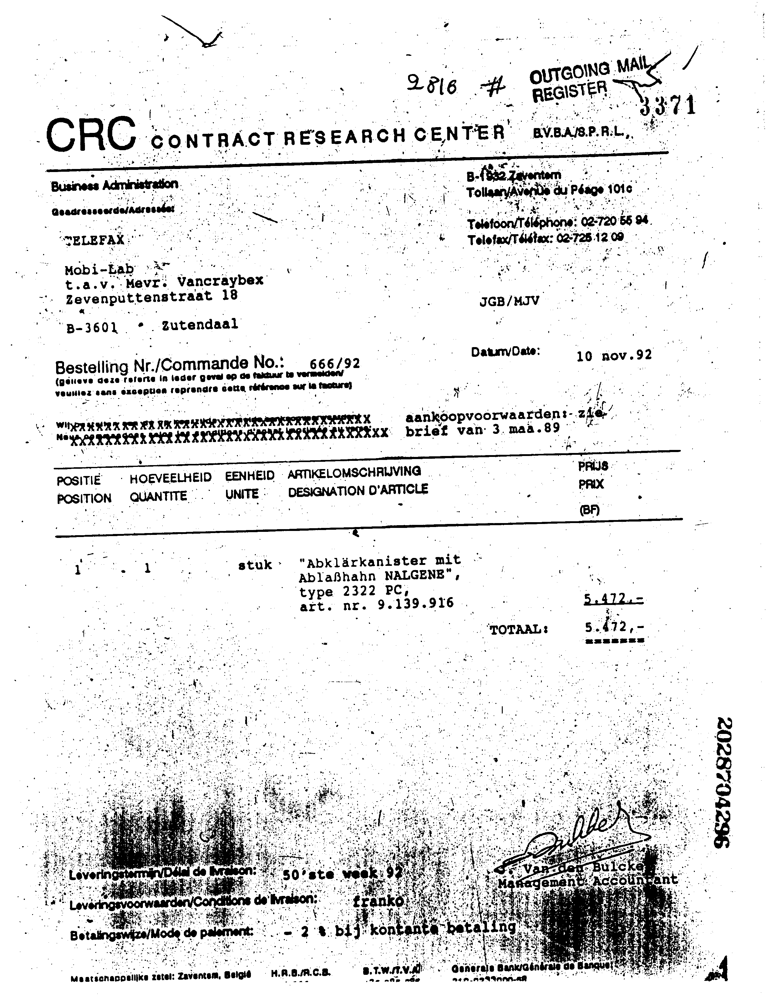 2816 #
OUTGOING MAIL
REGISTER
3371
CRC CONTRACT RESEARCH CENTER B.V.B.A./S.P.R.L.
Business Administration
B-1932 Zaventem
Tollaan/Avenue du Péage 101c
Geadresseerde/Adressée:
Telefoon/Téléphone: 02-720 55 94
Telefax/Téléfax: 02-725 12 09
TELEFAX
Mobi-Lab
t.a.v. Mevr. Vancraybex
Zevenputtenstraat 18
JGB/MJV
B-3601 Zutendaal
Datum/Date: 10 nov.92
Bestelling Nr./Commande No.: 666/92
(gelieve deze referte in ieder geval op de faktuur te vermelden/
veuillez sans exception reprendre cette référence sur la facture)
aankoopvoorwaarden: zie
brief van 3 maa.89
POSITIE HOEVEELHEID EENHEID ARTIKELOMSCHRIJVING PRIJS
POSITION QUANTITE UNITE DESIGNATION D'ARTICLE PRIX
(BF)
1 1 stuk "Abklärkanister mit
Ablaßhahn NALGENE",
type 2322 PC,
art. nr. 9.139.916 5.472,-
TOTAAL: 5.472,-
=======
2028704296
J. Van den Bulcke
Management Accountant
Leveringstermijn/Délai de livraison: 50'ste week 92
Leveringsvoorwaarden/Conditions de livraison: franko
Betalingswijze/Mode de paiement: - 2 % bij kontante betaling
Maatschappelijke zetel: Zaventem, België H.R.B./R.C.B. B.T.W./T.V.A. Generale Bank/Générale de Banque: